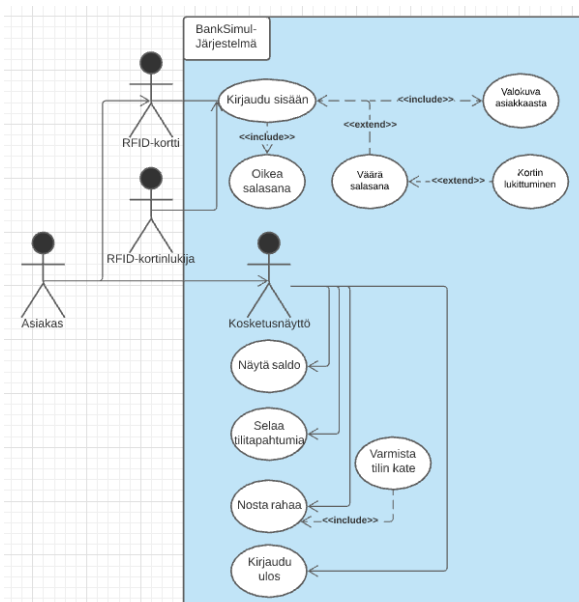 BankSimul-
Järjestelmä
Kirjaudu sisään
<<include>>
Valokuva
asiakkaasta
<<extend>>
RFID-kortti
<<include>>
Oikea
salasana
Väärä
salasana
<<extend>>
Kortin
lukittuminen
RFID-kortinlukija
Asiakas
Kosketusnäyttö
Näytä saldo
Selaa
tilitapahtumia
Varmista
tilin kate
Nosta rahaa
<<include>>
Kirjaudu
ulos